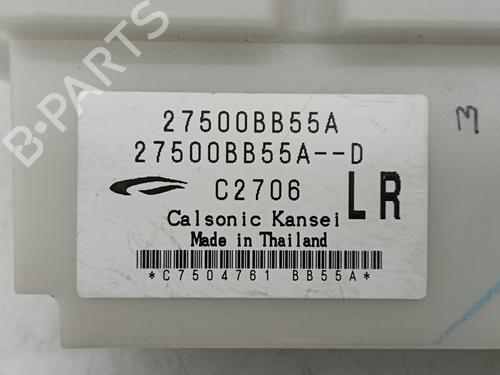 27500BB55A
27500BB55A--D
C2706
LR
Calsonic Kansei
Made in Thailand
*C7504761 BB55A*
M
B-PARTS